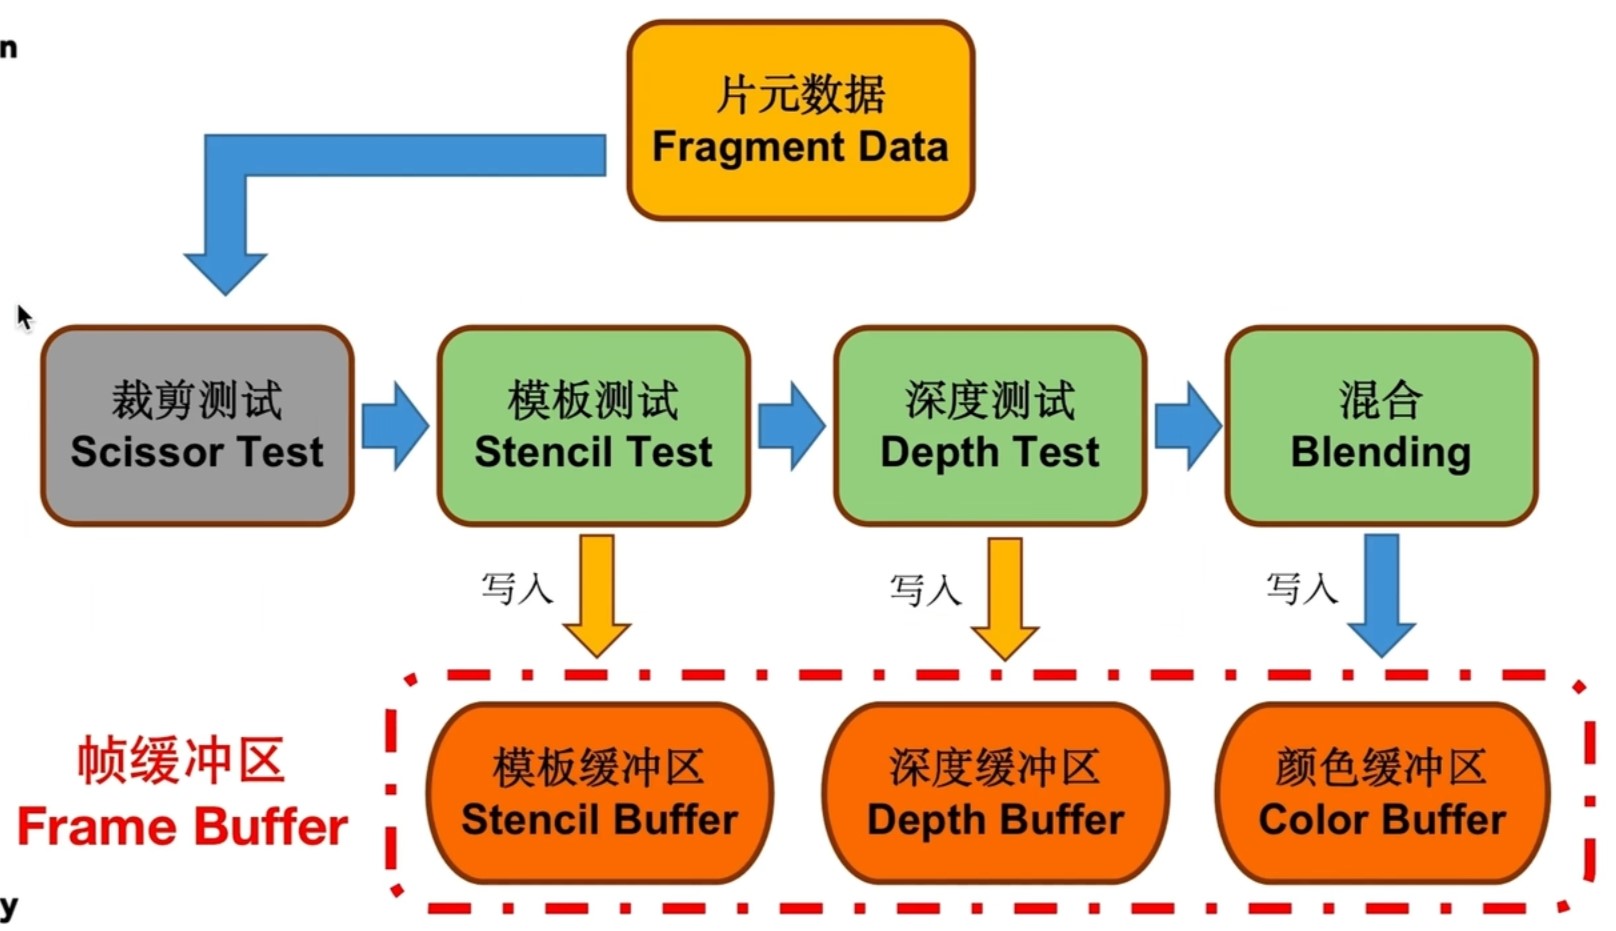 n
片元数据
Fragment Data
裁剪测试
Scissor Test
模板测试
Stencil Test
深度测试
Depth Test
混合
Blending
写入
写入
写入
帧缓冲区
Frame Buffer
模板缓冲区
Stencil Buffer
深度缓冲区
Depth Buffer
颜色缓冲区
Color Buffer
y